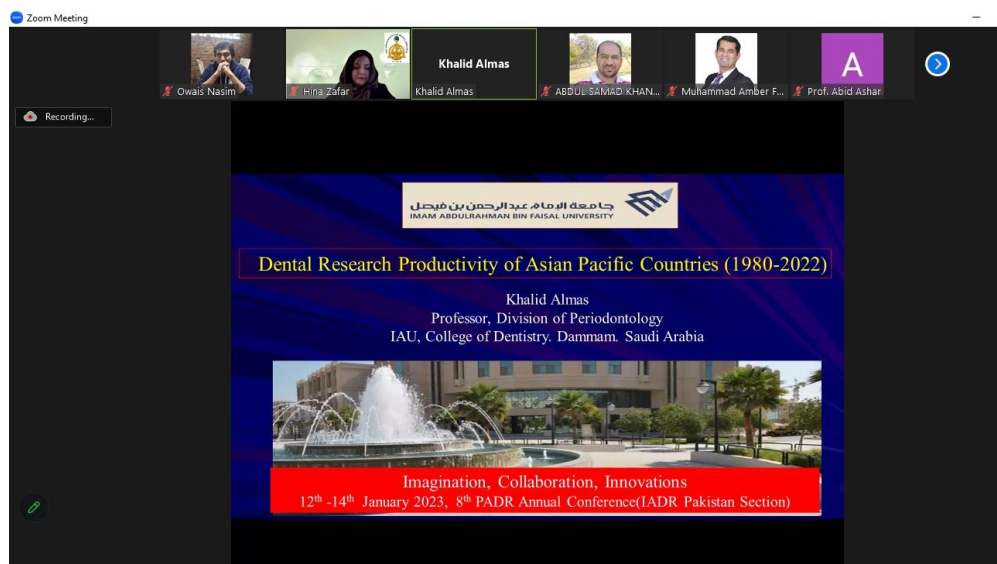 Zoom Meeting
Khalid Almas
Owais Nasim
Hina Zafar
Khalid Almas
ABDUL SAMAD KHAN...
Muhammad Amber F...
A
Prof. Abid Ashar
Recording...
جامعة الإمام عبد الرحمن بن فيصل
IMAM ABDULRAHMAN BIN FAISAL UNIVERSITY
Dental Research Productivity of Asian Pacific Countries (1980-2022)
Khalid Almas
Professor, Division of Periodontology
IAU, College of Dentistry. Dammam. Saudi Arabia
Imagination, Collaboration, Innovations
12th -14th January 2023, 8th PADR Annual Conference(IADR Pakistan Section)